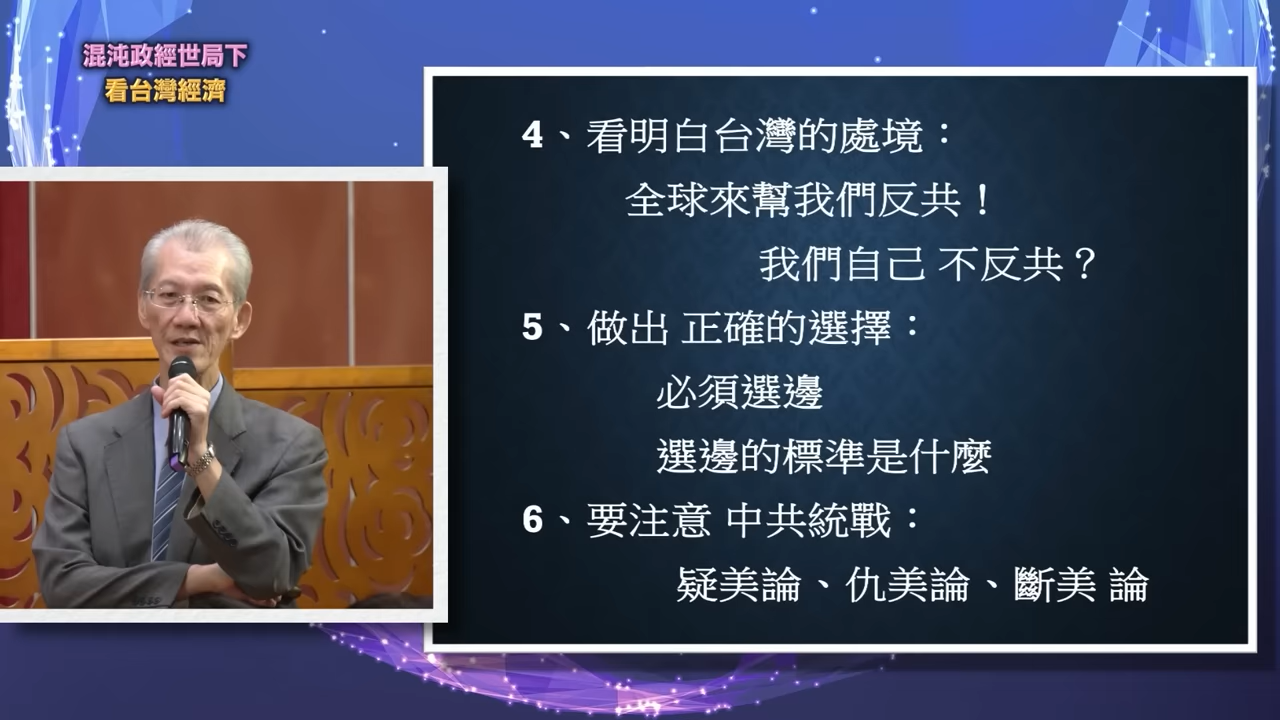 混沌政經世局下
看台灣經濟
4、看明白台灣的處境：
全球來幫我們反共！
我們自己 不反共？
5、做出 正確的選擇：
必須選邊
選邊的標準是什麼
6、要注意 中共統戰：
疑美論、仇美論、斷美 論